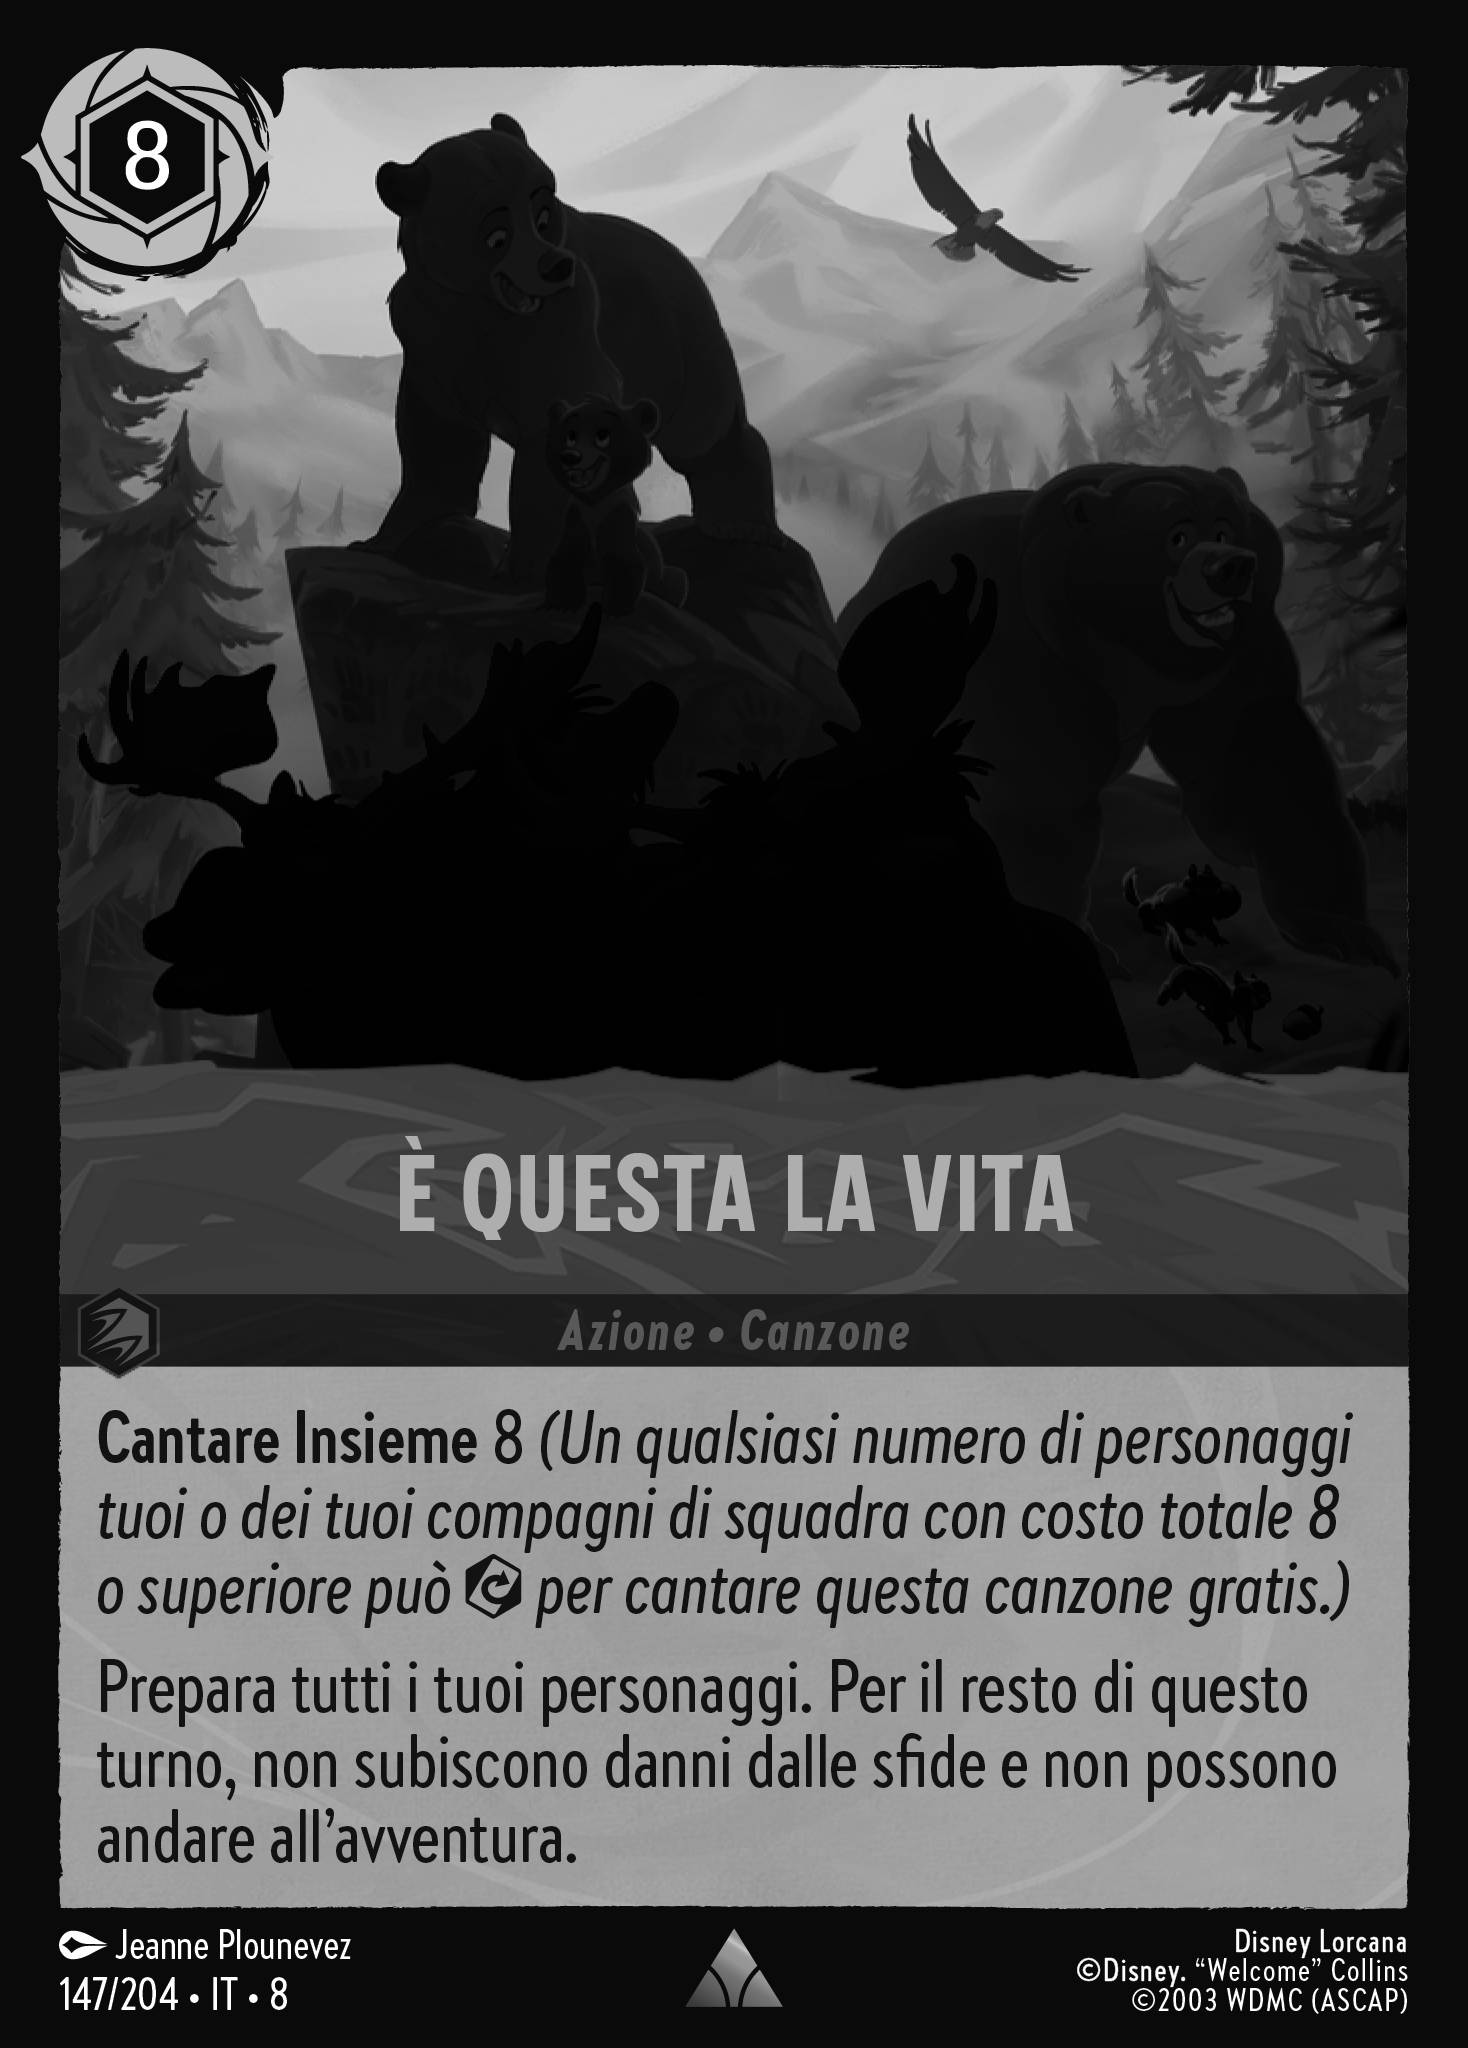 8
È QUESTA LA VITA
Azione • Canzone
Cantare Insieme 8 (Un qualsiasi numero di personaggi
tuoi o dei tuoi compagni di squadra con costo totale 8
o superiore può per cantare questa canzone gratis.)
Prepara tutti i tuoi personaggi. Per il resto di questo
turno, non subiscono danni dalle sfide e non possono
andare all’avventura.
Jeanne Plounevez
147/204 • IT • 8
Disney Lorcana
©Disney. “Welcome” Collins
©2003 WDMC (ASCAP)